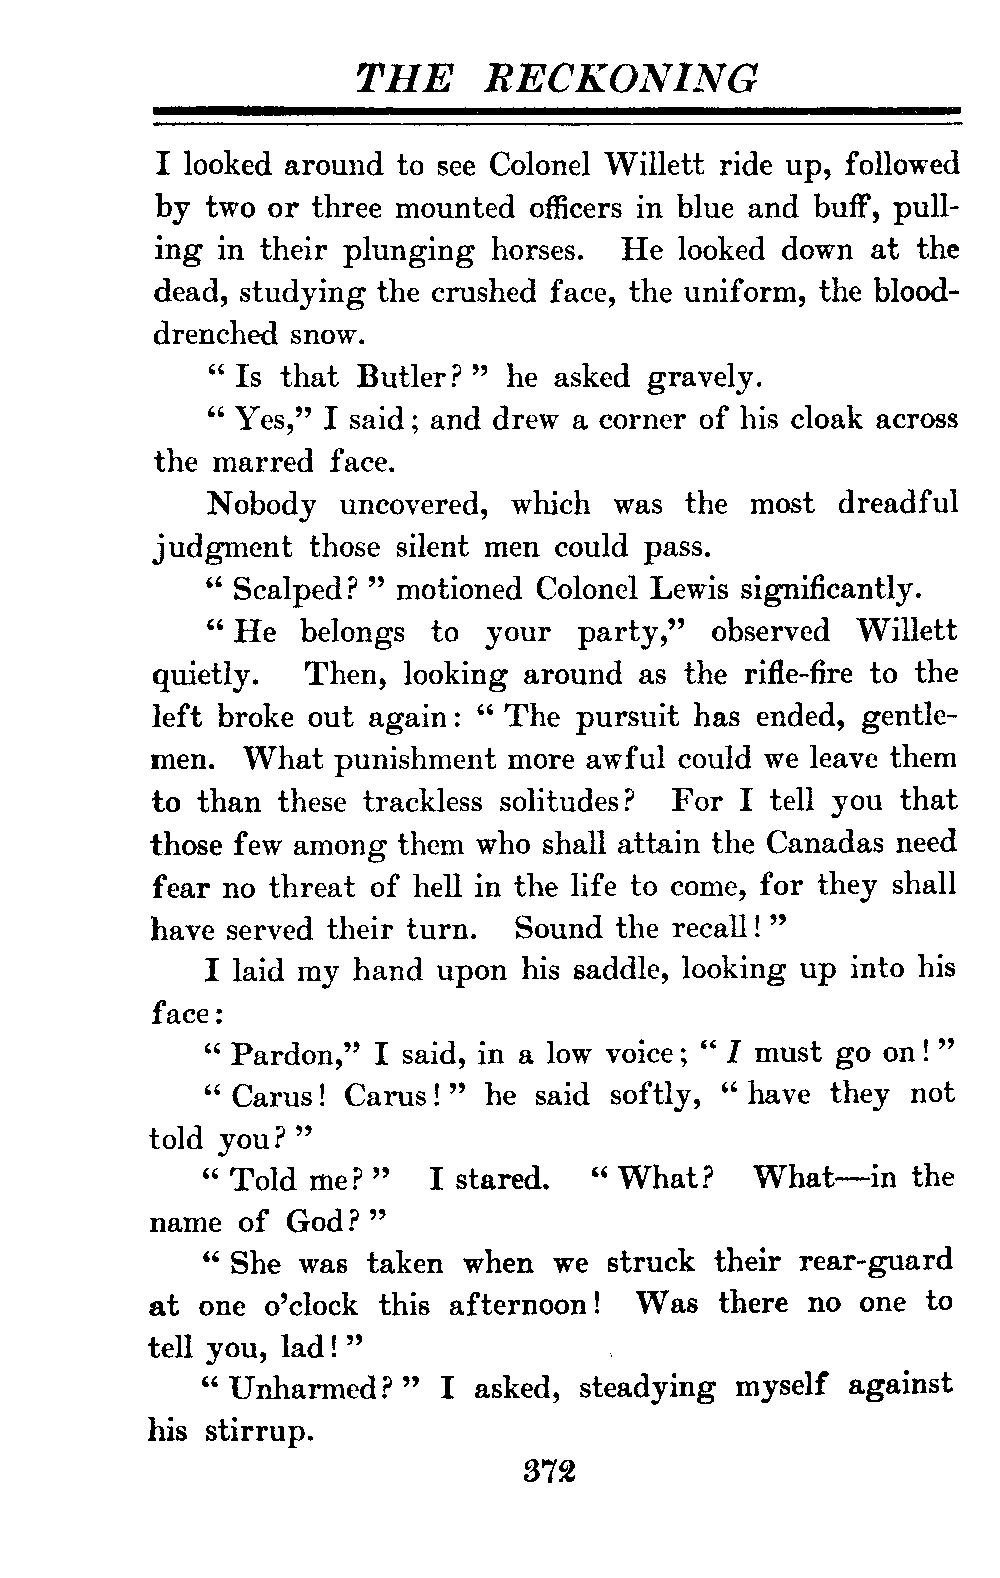 THE RECKONING
I looked around to see Colonel Willett ride up, followed
by two or three mounted officers in blue and buff, pull-
ing in their plunging horses. He looked down at the
dead, studying the crushed face, the uniform, the blood-
drenched snow.
“ Is that Butler? ” he asked gravely.
“ Yes,” I said; and drew a corner of his cloak across
the marred face.
Nobody uncovered, which was the most dreadful
judgment those silent men could pass.
“ Scalped? ” motioned Colonel Lewis significantly.
“ He belongs to your party,” observed Willett
quietly. Then, looking around as the rifle-fire to the
left broke out again: “ The pursuit has ended, gentle-
men. What punishment more awful could we leave them
to than these trackless solitudes? For I tell you that
those few among them who shall attain the Canadas need
fear no threat of hell in the life to come, for they shall
have served their turn. Sound the recall! ”
I laid my hand upon his saddle, looking up into his
face:
“ Pardon,” I said, in a low voice; “ I must go on! ”
“ Carus! Carus! ” he said softly, “ have they not
told you? ”
“ Told me? ” I stared. “ What? What—in the
name of God? ”
“ She was taken when we struck their rear-guard
at one o’clock this afternoon! Was there no one to
tell you, lad! ”
“ Unharmed? ” I asked, steadying myself against
his stirrup.
372